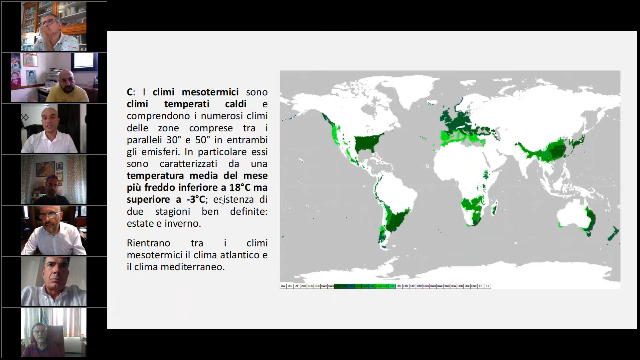 C: I climi mesotermici sono
climi temperati caldi e
comprendono i numerosi climi
delle zone comprese tra i
paralleli 30° e 50° in entrambi
gli emisferi. In particolare essi
sono caratterizzati da una
temperatura media del mese
più freddo inferiore a 18°C ma
superiore a -3°C; esistenza di
due stagioni ben definite:
estate e inverno.
Rientrano tra i climi
mesotermici il clima atlantico e
il clima mediterraneo.